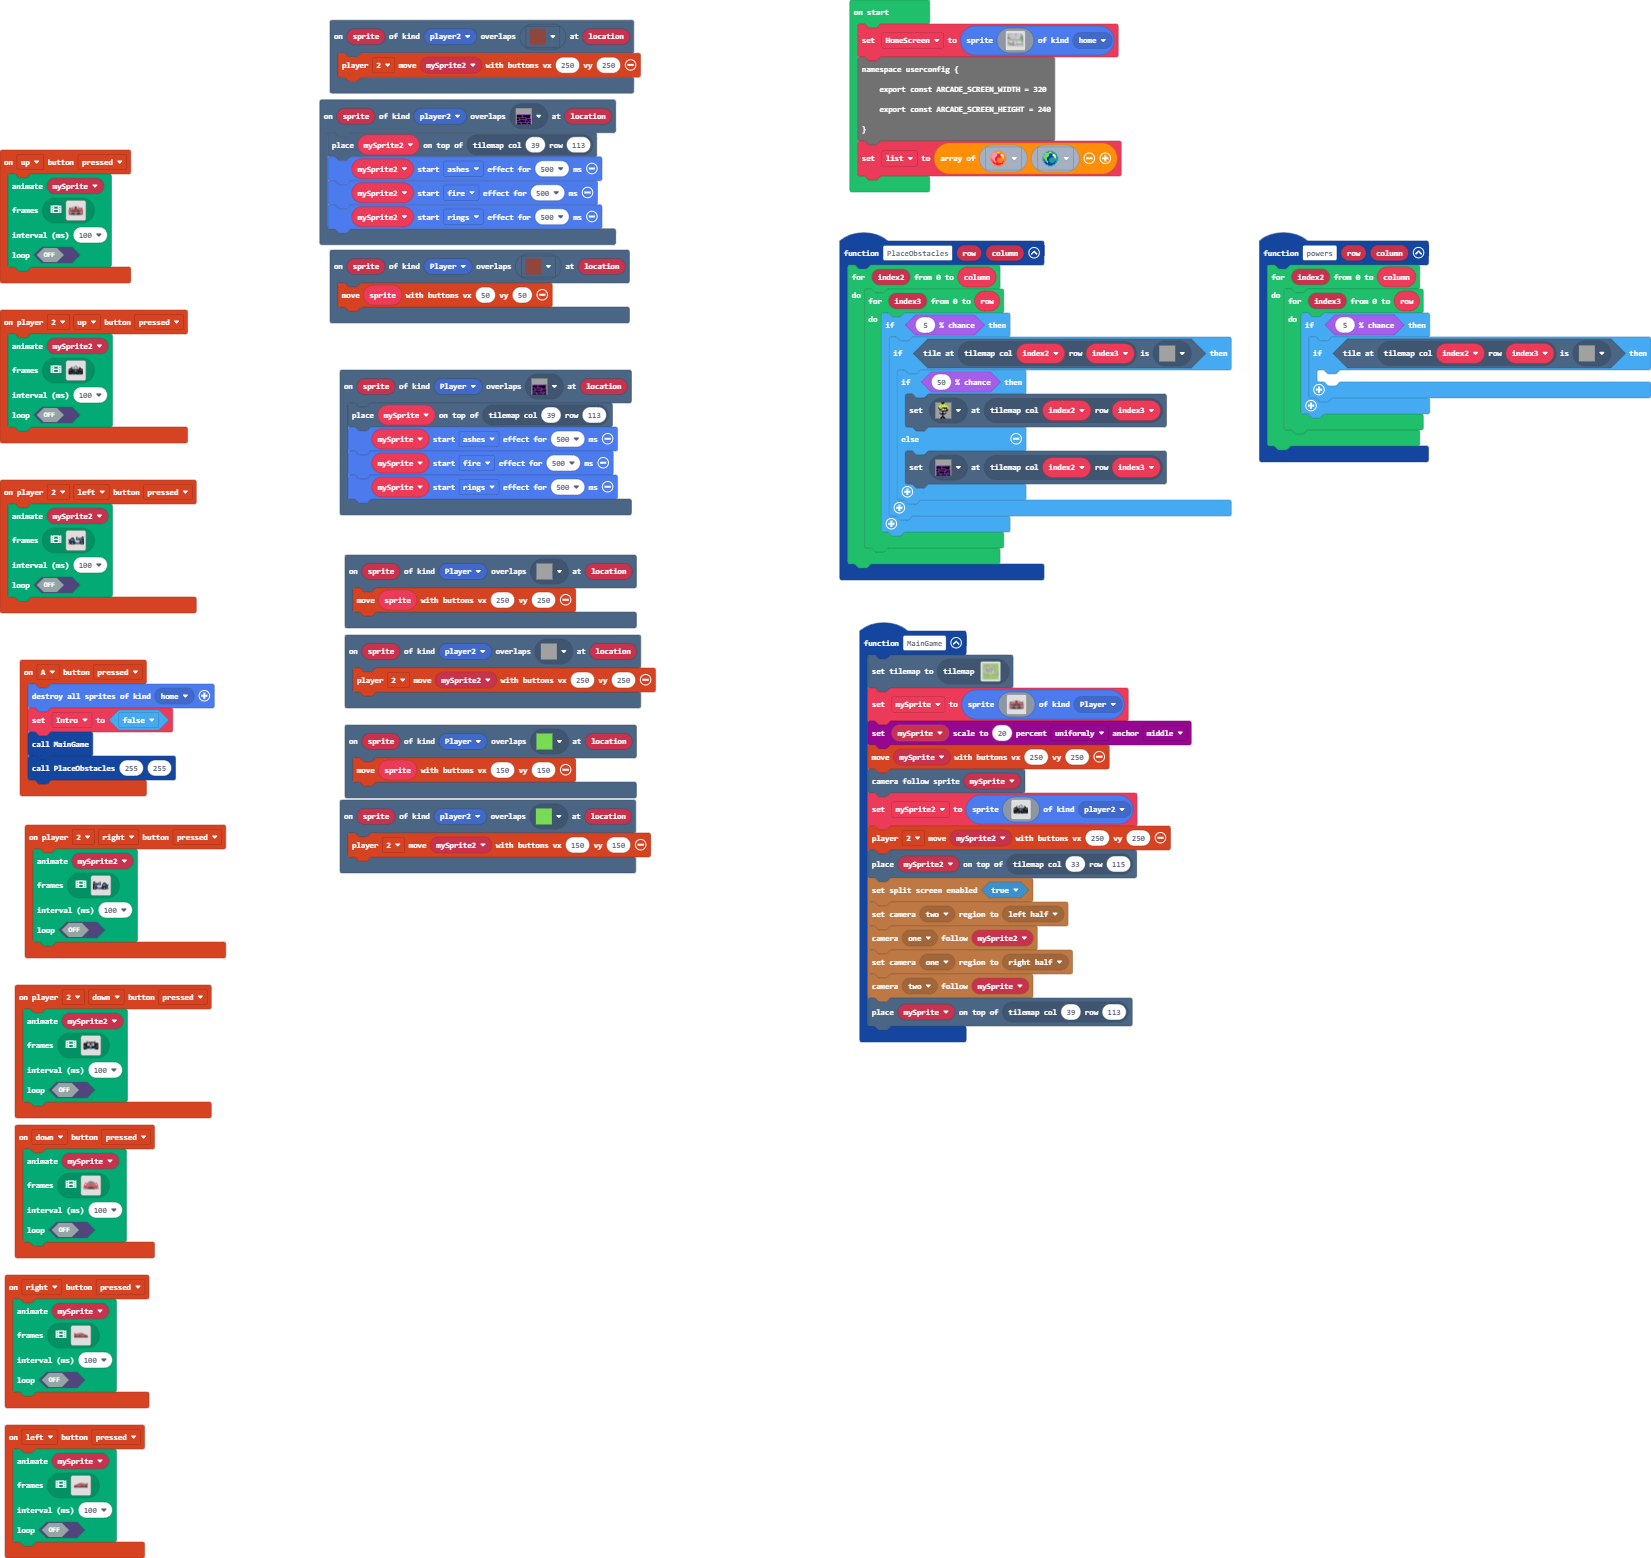 on up button pressed
animate mySprite
frames
interval (ms) 100
loop OFF
on player 2 up button pressed
animate mySprite2
frames
interval (ms) 100
loop OFF
on player 2 left button pressed
animate mySprite2
frames
interval (ms) 100
loop OFF
on A button pressed
destroy all sprites of kind home
set Intro to false
call MainGame
call PlaceObstacles 255 255
on player 2 right button pressed
animate mySprite2
frames
interval (ms) 100
loop OFF
on player 2 down button pressed
animate mySprite2
frames
interval (ms) 100
loop OFF
on down button pressed
animate mySprite
frames
interval (ms) 100
loop OFF
on right button pressed
animate mySprite
frames
interval (ms) 100
loop OFF
on left button pressed
animate mySprite
frames
interval (ms) 100
loop OFF
on sprite of kind player2 overlaps at location
player 2 move mySprite2 with buttons vx 250 vy 250
on sprite of kind player2 overlaps at location
place mySprite2 on top of tilemap col 39 row 113
mySprite2 start ashes effect for 500 ms
mySprite2 start fire effect for 500 ms
mySprite2 start rings effect for 500 ms
on sprite of kind Player overlaps at location
move sprite with buttons vx 50 vy 50
on sprite of kind Player overlaps at location
place mySprite on top of tilemap col 39 row 113
mySprite start ashes effect for 500 ms
mySprite start fire effect for 500 ms
mySprite start rings effect for 500 ms
on sprite of kind Player overlaps at location
move sprite with buttons vx 250 vy 250
on sprite of kind player2 overlaps at location
player 2 move mySprite2 with buttons vx 250 vy 250
on sprite of kind Player overlaps at location
move sprite with buttons vx 150 vy 150
on sprite of kind player2 overlaps at location
player 2 move mySprite2 with buttons vx 150 vy 150
on start
set HomeScreen to sprite of kind home
namespace userconfig {
export const ARCADE_SCREEN_WIDTH = 320
export const ARCADE_SCREEN_HEIGHT = 240
}
set list to array of
function PlaceObstacles row column
for index2 from 0 to column
do for index3 from 0 to row
do if 5 % chance then
if tile at tilemap col index2 row index3 is then
if 50 % chance then
set at tilemap col index2 row index3
else
set at tilemap col index2 row index3
function powers row column
for index2 from 0 to column
do for index3 from 0 to row
do if 5 % chance then
if tile at tilemap col index2 row index3 is then
function MainGame
set tilemap to tilemap
set mySprite to sprite of kind Player
set mySprite scale to 20 percent uniformly anchor middle
move mySprite with buttons vx 250 vy 250
camera follow sprite mySprite
set mySprite2 to sprite of kind player2
player 2 move mySprite2 with buttons vx 250 vy 250
place mySprite2 on top of tilemap col 33 row 115
set split screen enabled true
set camera two region to left half
camera one follow mySprite2
set camera one region to right half
camera two follow mySprite
place mySprite on top of tilemap col 39 row 113